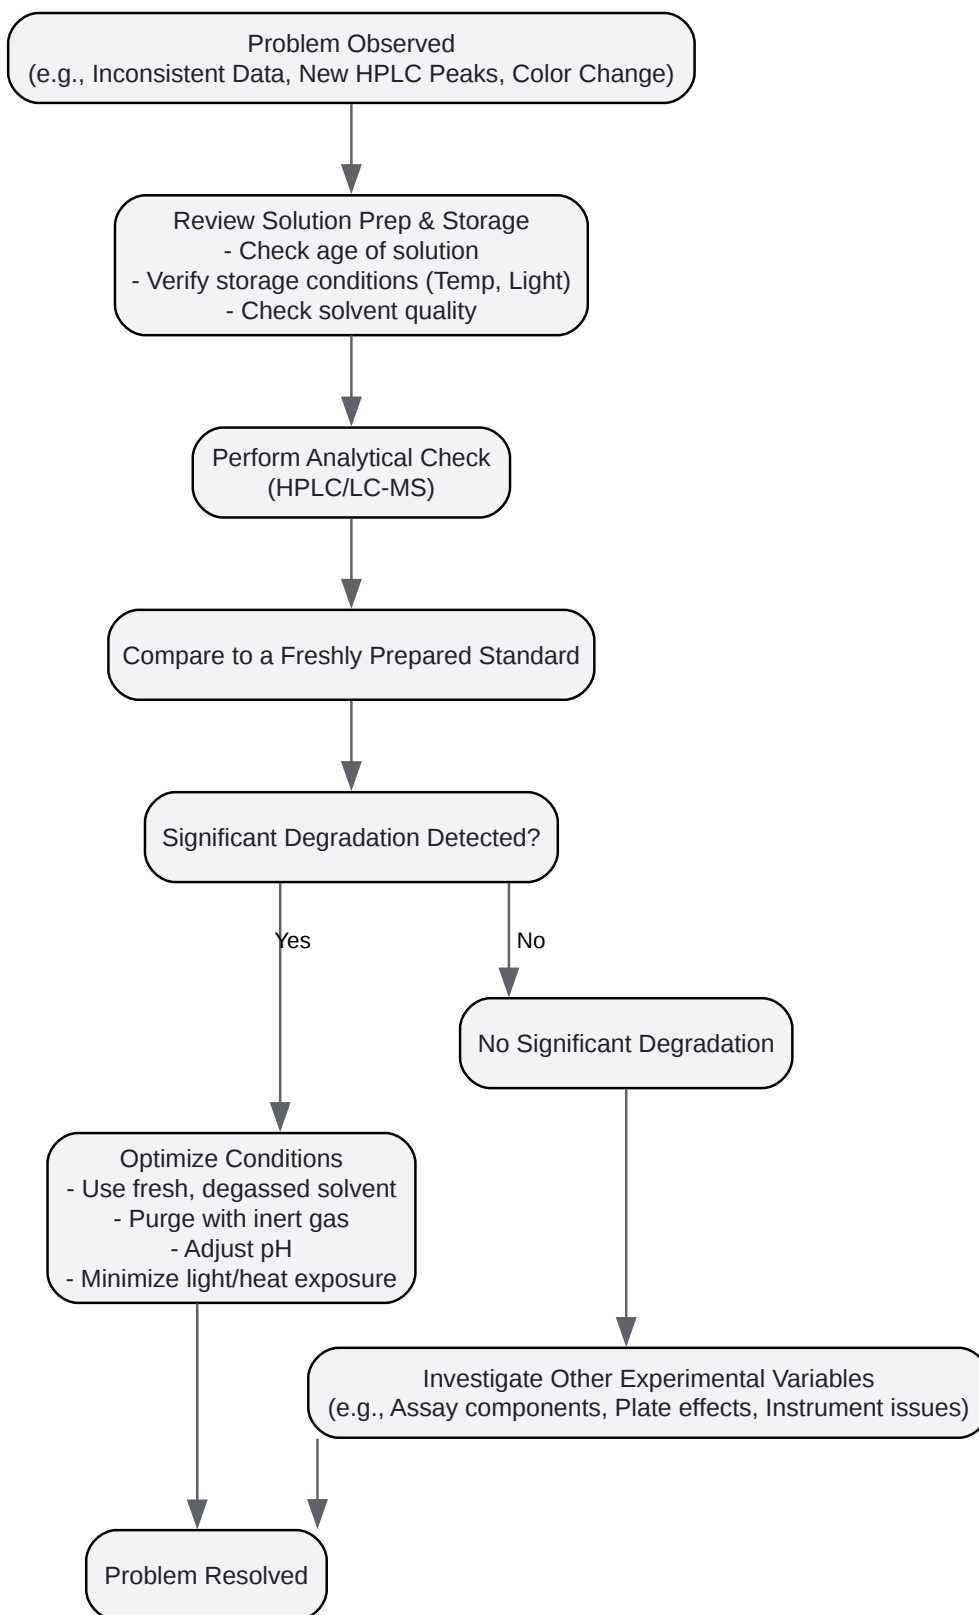 Problem Observed
(e.g., Inconsistent Data, New HPLC Peaks, Color Change)
Review Solution Prep & Storage
- Check age of solution
- Verify storage conditions (Temp, Light)
- Check solvent quality
Perform Analytical Check
(HPLC/LC-MS)
Compare to a Freshly Prepared Standard
Significant Degradation Detected?
Yes
No
No Significant Degradation
Optimize Conditions
- Use fresh, degassed solvent
- Purge with inert gas
- Adjust pH
- Minimize light/heat exposure
Investigate Other Experimental Variables
(e.g., Assay components, Plate effects, Instrument issues)
Problem Resolved